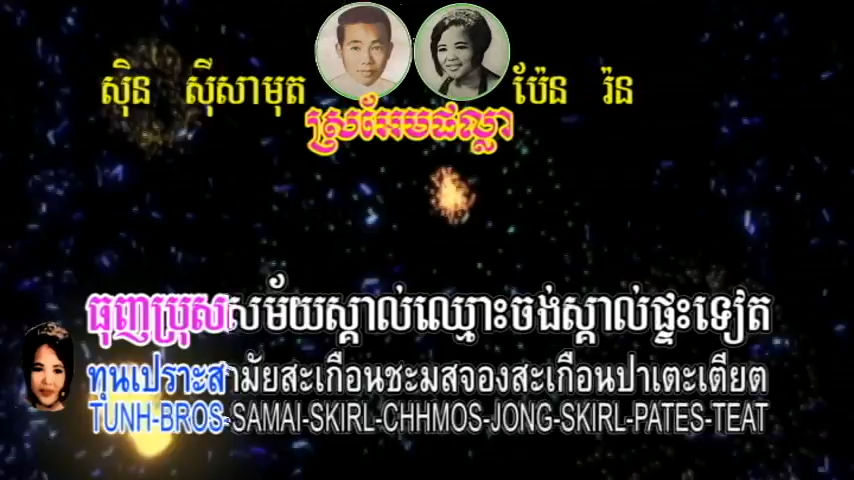 ស៊ិន ស៊ីសាមុត ប៉ែន រ៉ន
ស្រអែមផល្លា
ធុញប្រុសសម័យស្គាល់ឈ្មោះចង់ស្គាល់ផ្ទះទៀត
ทุนเปราะสามัยสะเกือนชะมสจองสะเกือนปาเตะเตียต
TUNH-BROS-SAMAI-SKIRL-CHHMOS-JONG-SKIRL-PATES-TEAT